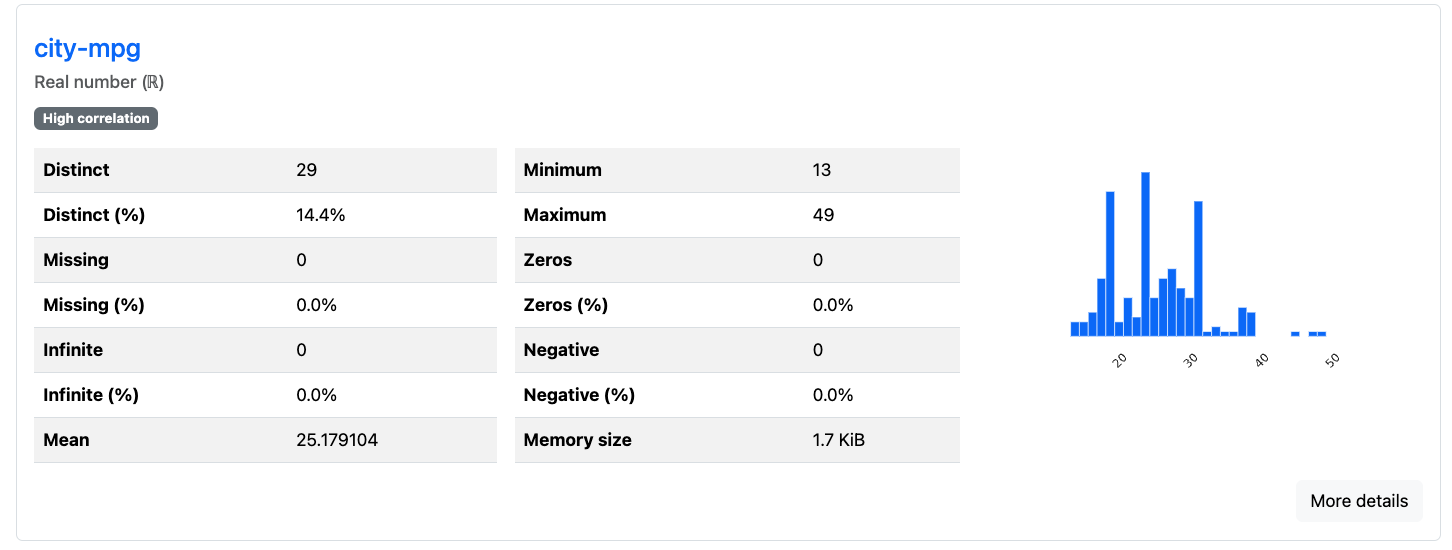 city-mpg
Real number (ℝ)
High correlation
Distinct 29
Distinct (%) 14.4%
Missing 0
Missing (%) 0.0%
Infinite 0
Infinite (%) 0.0%
Mean 25.179104
Minimum 13
Maximum 49
Zeros 0
Zeros (%) 0.0%
Negative 0
Negative (%) 0.0%
Memory size 1.7 KiB
20 30 40 50
More details